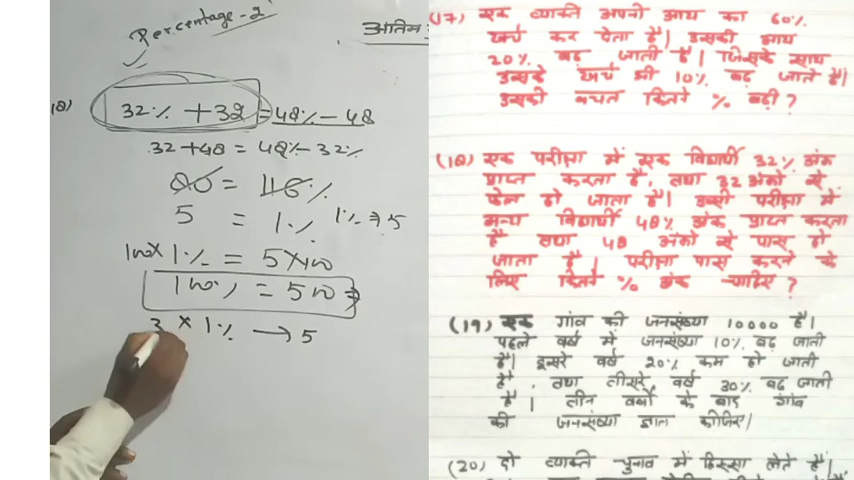 Percentage-2
18)
32% + 32 = 48% - 48
32+48 = 48% - 32%
80 = 16%
5 = 1% 1% ⇒ 5
100× 1% = 5×100
100% = 500 ⇒
3 × 1% → 5
(17) एक व्यक्ति अपनी आय का 60%
खर्च कर देता है। उसकी आय
20% बढ़ जाती है। जिसके साथ
उसके खर्च भी 10% बढ़ जाते है।
उसकी बचत कितने % बढ़ी ?
(18) एक परीक्षा में एक विद्यार्थी 32% अंक
प्राप्त करता है, तथा 32 अंको से
फेल हो जाता है। उसी परीक्षा में
अन्य विद्यार्थी 48% अंक प्राप्त करता
है तथा 48 अंको से पास हो
जाता है। परीक्षा पास करने के
लिए कितने % अंक चाहिए ?
(19) एक गांव की जनसंख्या 10000 है।
पहले वर्ष में जनसंख्या 10% बढ़ जाती
है। दूसरे वर्ष 20% कम हो जाती
है, तथा तीसरे वर्ष 30% बढ़ जाती
है। तीन वर्षो के बाद गांव
की जनसंख्या ज्ञात कीजिए।
(20) दो व्यक्ति चुनाव में हिस्सा लेते है।